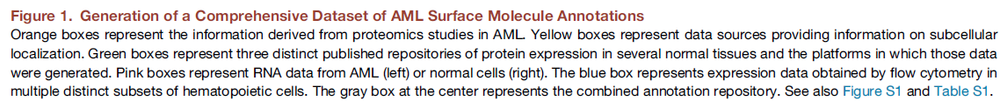 Figure 1. Generation of a Comprehensive Dataset of AML Surface Molecule Annotations
Orange boxes represent the information derived from proteomics studies in AML. Yellow boxes represent data sources providing information on subcellular
localization. Green boxes represent three distinct published repositories of protein expression in several normal tissues and the platforms in which those data
were generated. Pink boxes represent RNA data from AML (left) or normal cells (right). The blue box represents expression data obtained by flow cytometry in
multiple distinct subsets of hematopoietic cells. The gray box at the center represents the combined annotation repository. See also Figure S1 and Table S1.